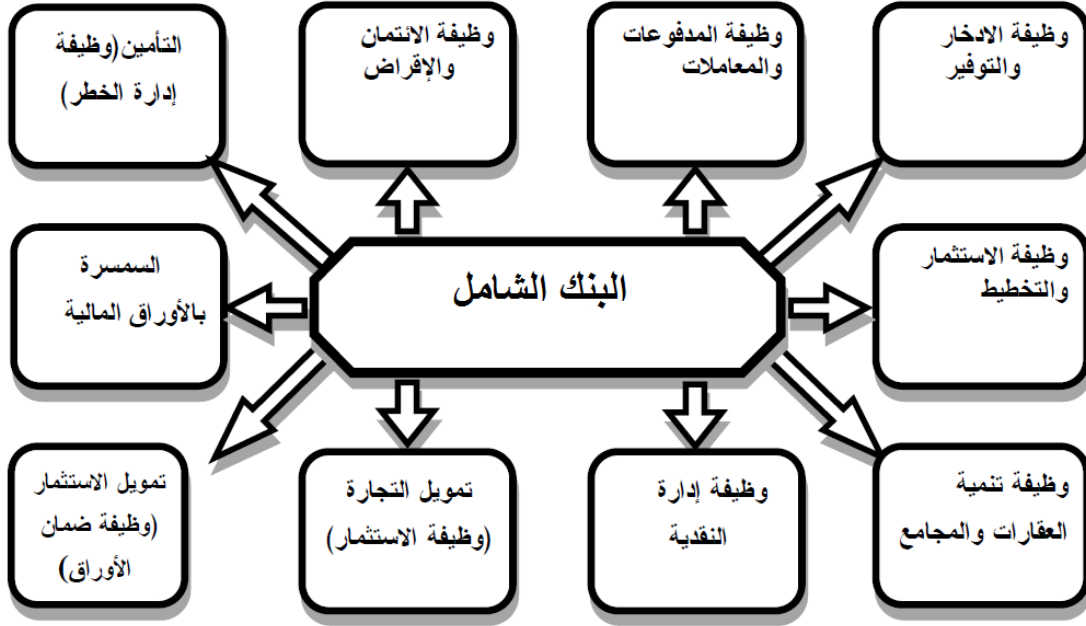 وظيفة الادخار
والتوفير
وظيفة المدفوعات
والمعاملات
وظيفة الائتمان
والإقراض
التأمين(وظيفة
إدارة الخطر)
وظيفة الاستثمار
والتخطيط
البنك الشامل
السمسرة
بالأوراق المالية
وظيفة تنمية
العقارات والمجامع
وظيفة إدارة
النقدية
تمويل التجارة
(وظيفة الاستثمار)
تمويل الاستثمار
(وظيفة ضمان
الأوراق)